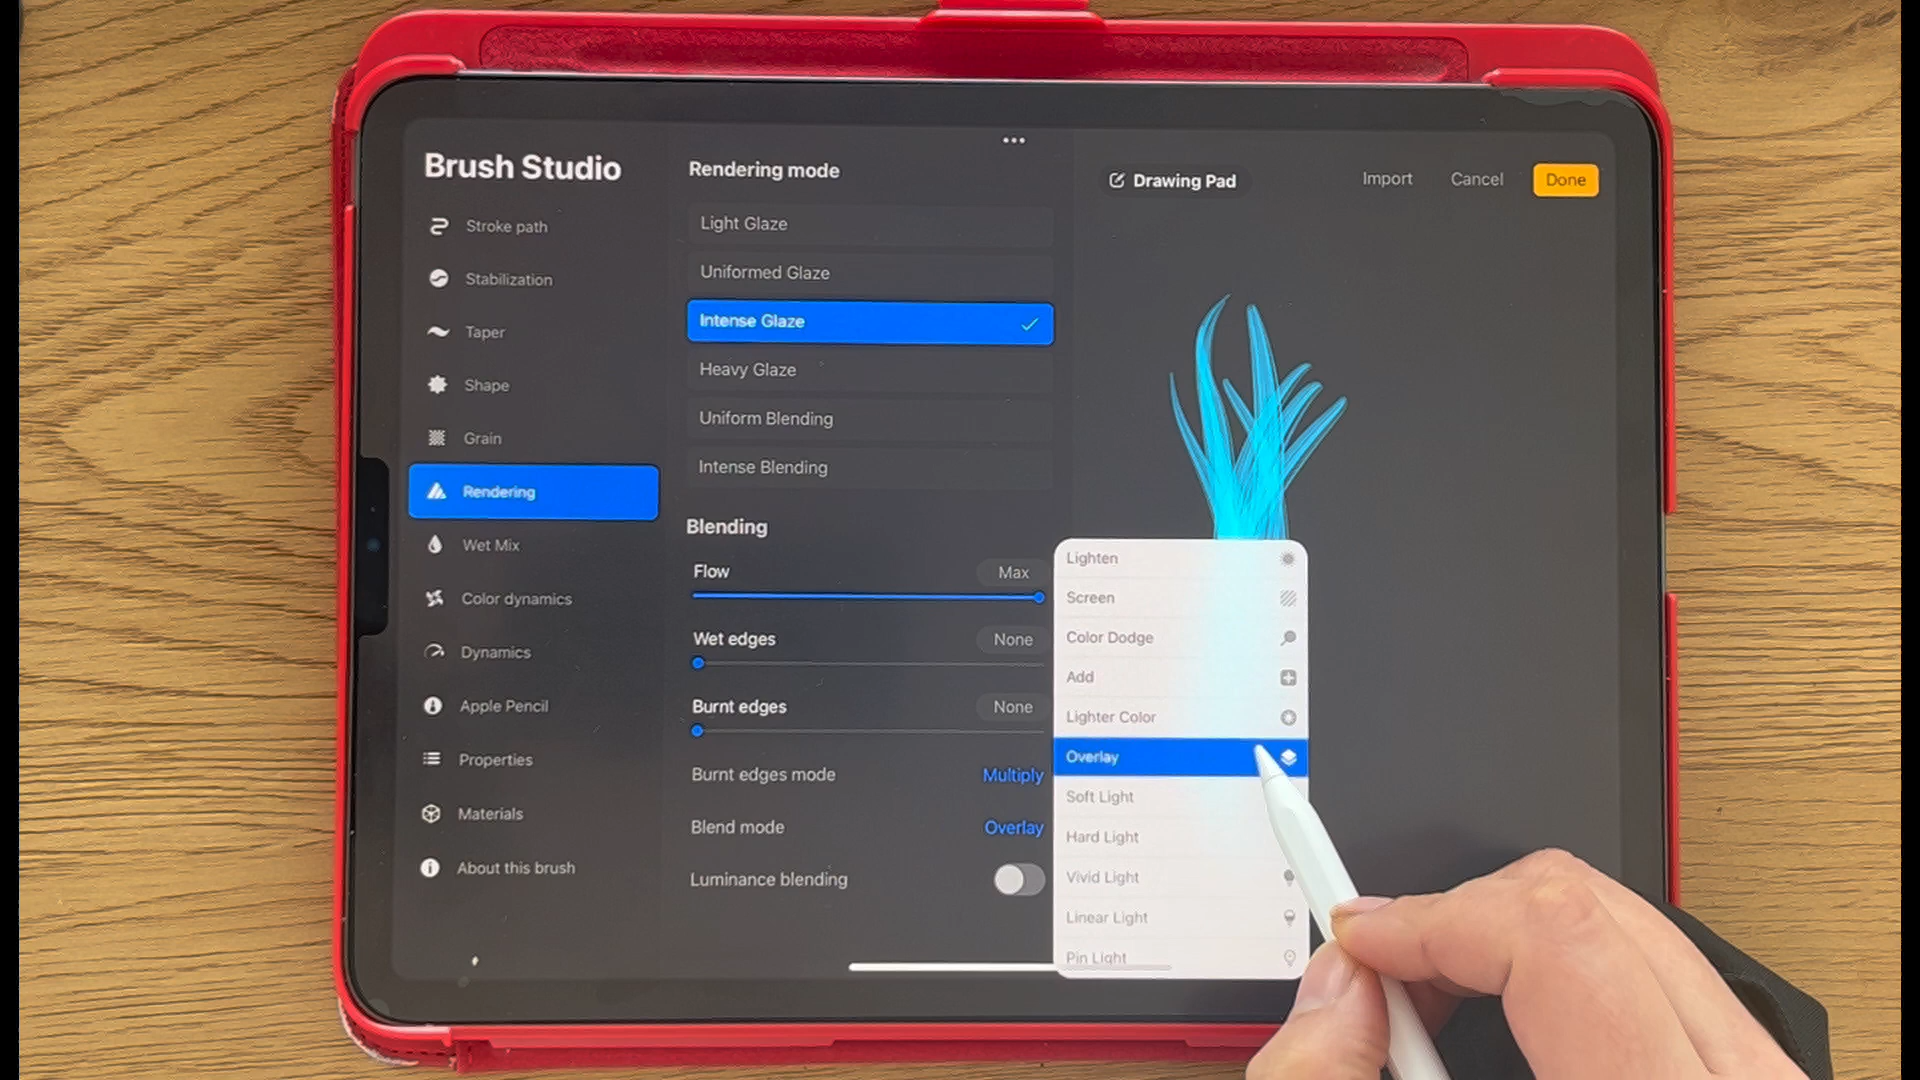 Brush Studio
Stroke path
Stabilization
Taper
Shape
Grain
Rendering
Wet Mix
Color dynamics
Dynamics
Apple Pencil
Properties
Materials
About this brush
Rendering mode
Light Glaze
Uniformed Glaze
Intense Glaze
Heavy Glaze
Uniform Blending
Intense Blending
Blending
Flow Max
Wet edges None
Burnt edges None
Burnt edges mode Multiply
Blend mode Overlay
Luminance blending
Drawing Pad
Import Cancel Done
Lighten
Screen
Color Dodge
Add
Lighter Color
Overlay
Soft Light
Hard Light
Vivid Light
Linear Light
Pin Light